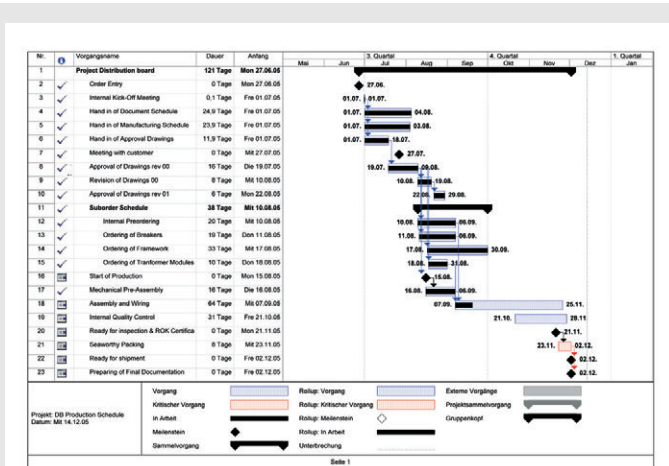 Nr. Vorgangsname Dauer Anfang 3. Quartal 4. Quartal 1. Quartal
Mai Jun Jul Aug Sep Okt Nov Dez Jan
1 Project Distribution board 121 Tage Mon 27.06.05
2 Order Entry 0 Tage Mon 27.06.05 27.06.
3 Internal Kick-Off Meeting 0,1 Tage Fre 01.07.05 01.07. 01.07.
4 Hand in of Document Schedule 24,9 Tage Fre 01.07.05 01.07. 04.08.
5 Hand in of Manufacturing Schedule 23,9 Tage Fre 01.07.05 01.07. 03.08.
6 Hand in of Approval Drawings 11,9 Tage Fre 01.07.05 01.07. 18.07.
7 Meeting with customer 0 Tage Mit 27.07.05 27.07.
8 Approval of Drawings rev 00 16 Tage Die 19.07.05 19.07. 09.08.
9 Revision of Drawings 00 8 Tage Mit 10.08.05 10.08. 19.08.
10 Approval of Drawings rev 01 6 Tage Mon 22.08.05 22.08. 29.08.
11 Suborder Schedule 38 Tage Mit 10.08.05
12 Internal Preordering 20 Tage Mit 10.08.05 10.08. 06.09.
13 Ordering of Breakers 19 Tage Don 11.08.05 11.08. 06.09.
14 Ordering of Framework 33 Tage Mit 17.08.05 17.08. 30.09.
15 Ordering of Tranformer Modules 10 Tage Don 18.08.05 18.08. 31.08.
16 Start of Production 0 Tage Mon 15.08.05 15.08.
17 Mechanical Pre-Assembly 16 Tage Die 16.08.05 16.08. 06.09.
18 Assembly and Wiring 64 Tage Mit 07.09.05 07.09. 25.11.
19 Internal Quality Control 31 Tage Fre 21.10.05 21.10. 28.11
20 Ready for inspection & ROK Certifica 0 Tage Mon 21.11.05 21.11.
21 Seaworthy Packing 8 Tage Mit 23.11.05 23.11. 02.12.
22 Ready for shipment 0 Tage Fre 02.12.05 02.12.
23 Preparing of Final Documentation 0 Tage Fre 02.12.05 02.12.
Projekt: DB Production Schedule
Datum: Mit 14.12.05
Vorgang Rollup: Vorgang Externe Vorgänge
Kritischer Vorgang Rollup: Kritischer Vorgang Projektsammelvorgang
In Arbeit Rollup: Meilenstein Gruppenkopf
Meilenstein Rollup: In Arbeit
Sammelvorgang Unterbrechung
Seite 1